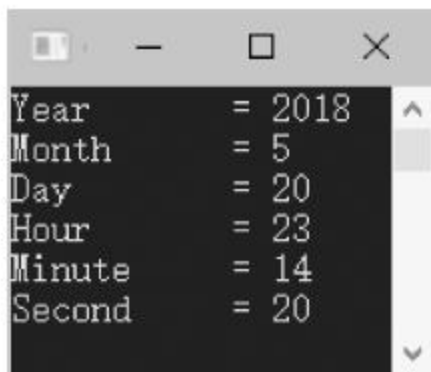 Year = 2018
Month = 5
Day = 20
Hour = 23
Minute = 14
Second = 20